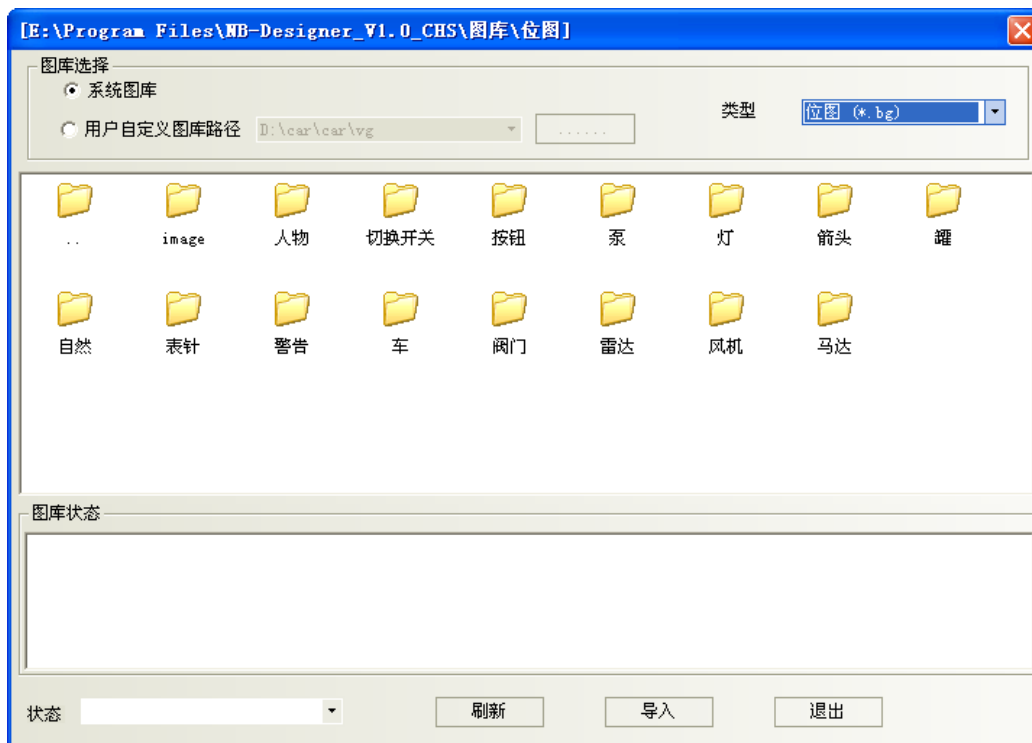 [E:\Program Files\NB-Designer_V1.0_CHS\图库\位图]
图库选择
系统图库
类型 位图 (*.bg)
用户自定义图库路径 D:\car\car\vg ......
.. image 人物 切换开关 按钮 泵 灯 箭头 罐
自然 表针 警告 车 阀门 雷达 风机 马达
图库状态
状态 刷新 导入 退出